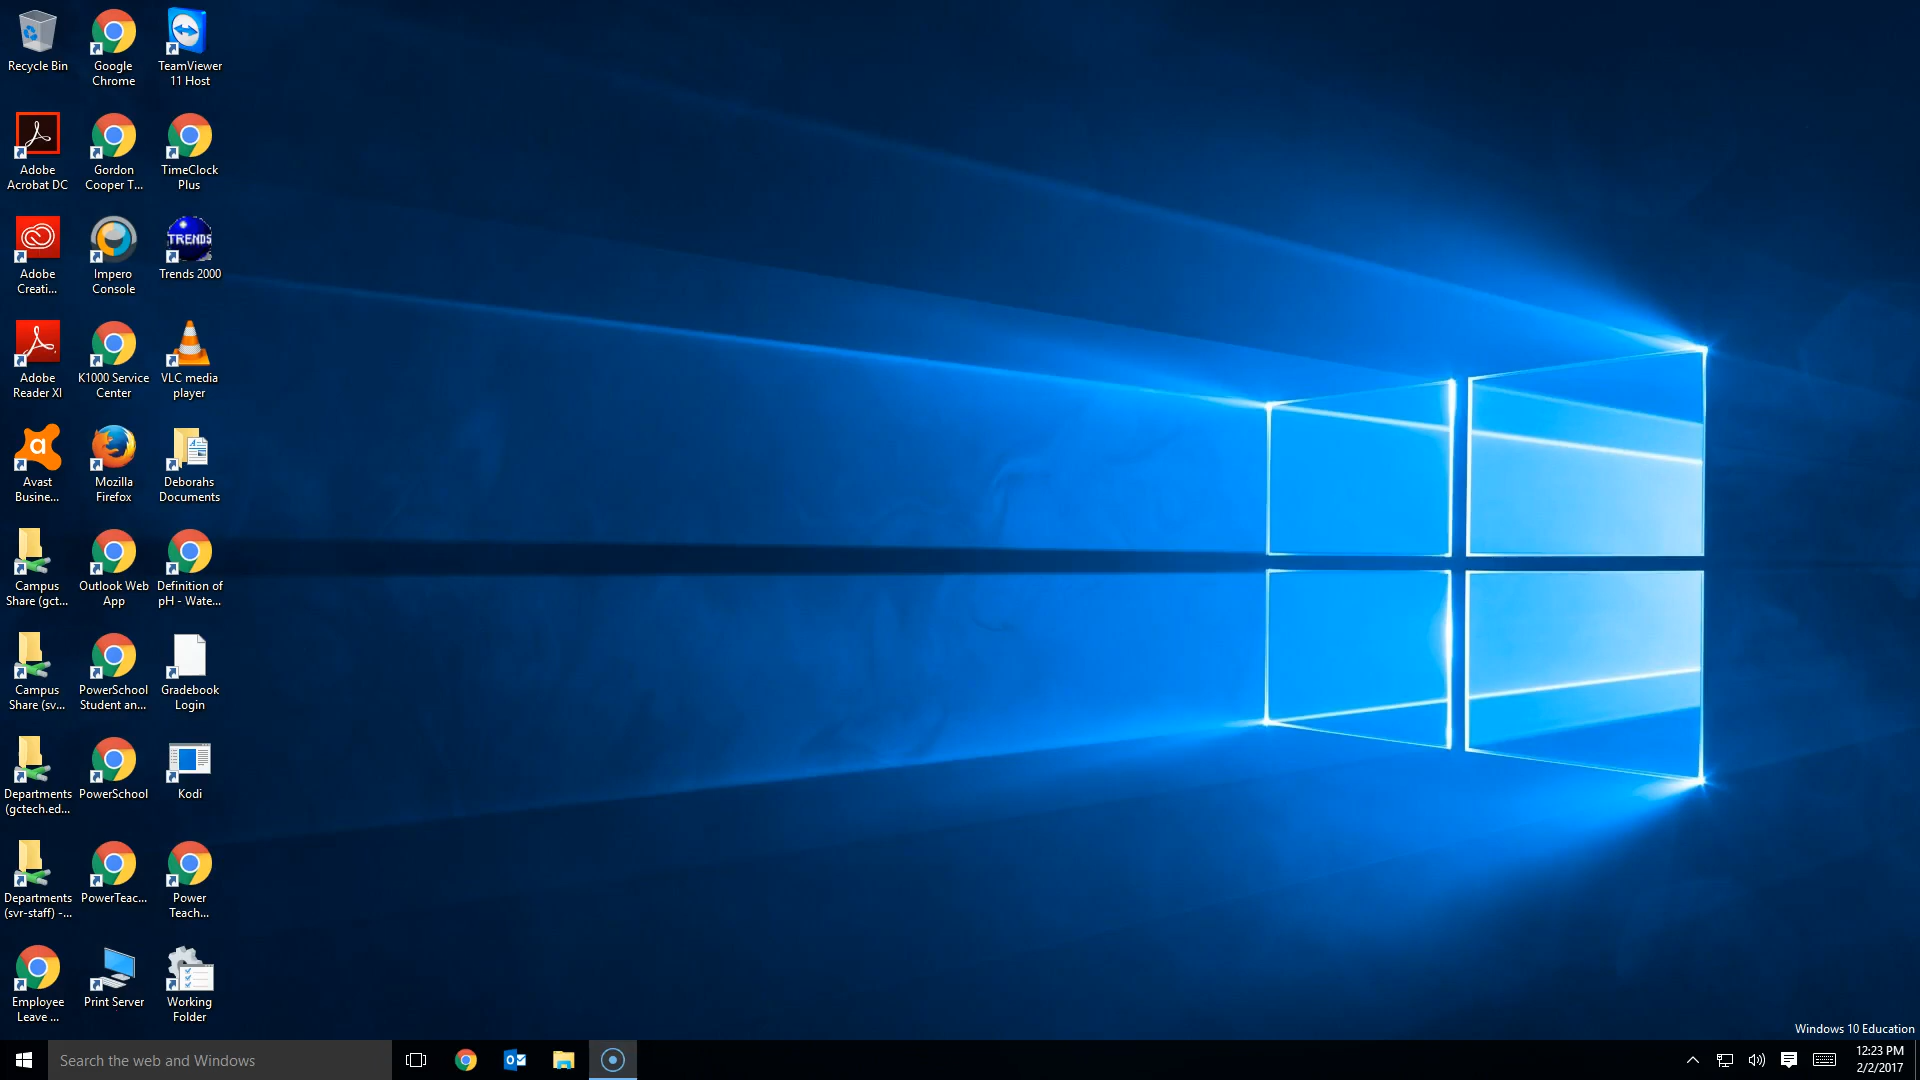 Recycle Bin
Google
Chrome
TeamViewer
11 Host
Adobe
Acrobat DC
Gordon
Cooper T...
TimeClock
Plus
Adobe
Creati...
Impero
Console
TRENDS
Trends 2000
Adobe
Reader XI
K1000 Service
Center
VLC media
player
Avast
Busine...
Mozilla
Firefox
Deborahs
Documents
Campus
Share (gct...
Outlook Web
App
Definition of
pH - Wate...
Campus
Share (sv...
PowerSchool
Student an...
Gradebook
Login
Departments
(gctech.ed...
PowerSchool
Kodi
Departments
(svr-staff) -...
PowerTeac...
Power
Teach...
Employee
Leave ...
Print Server
Working
Folder
Windows 10 Education
Search the web and Windows
12:23 PM
2/2/2017